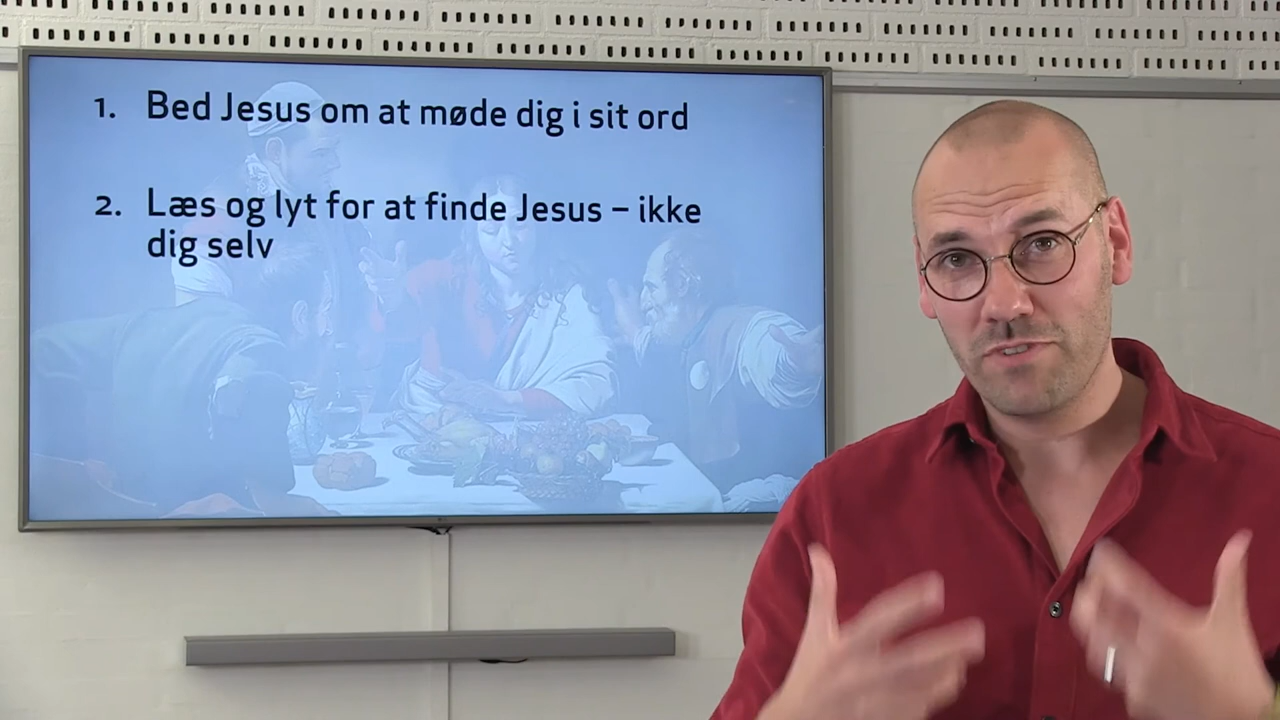 1. Bed Jesus om at møde dig i sit ord
2. Læs og lyt for at finde Jesus – ikke
dig selv